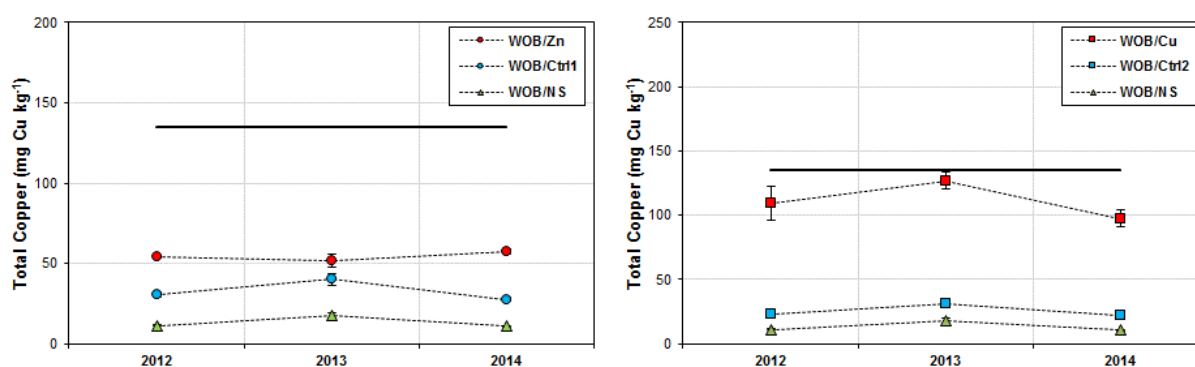 Total Copper (mg Cu kg-1)
200
150
100
50
0
WOB/Zn
WOB/Ctrl1
WOB/NS
2012 2013 2014
Total Copper (mg Cu kg-1)
250
200
150
100
50
0
WOB/Cu
WOB/Ctrl2
WOB/NS
2012 2013 2014